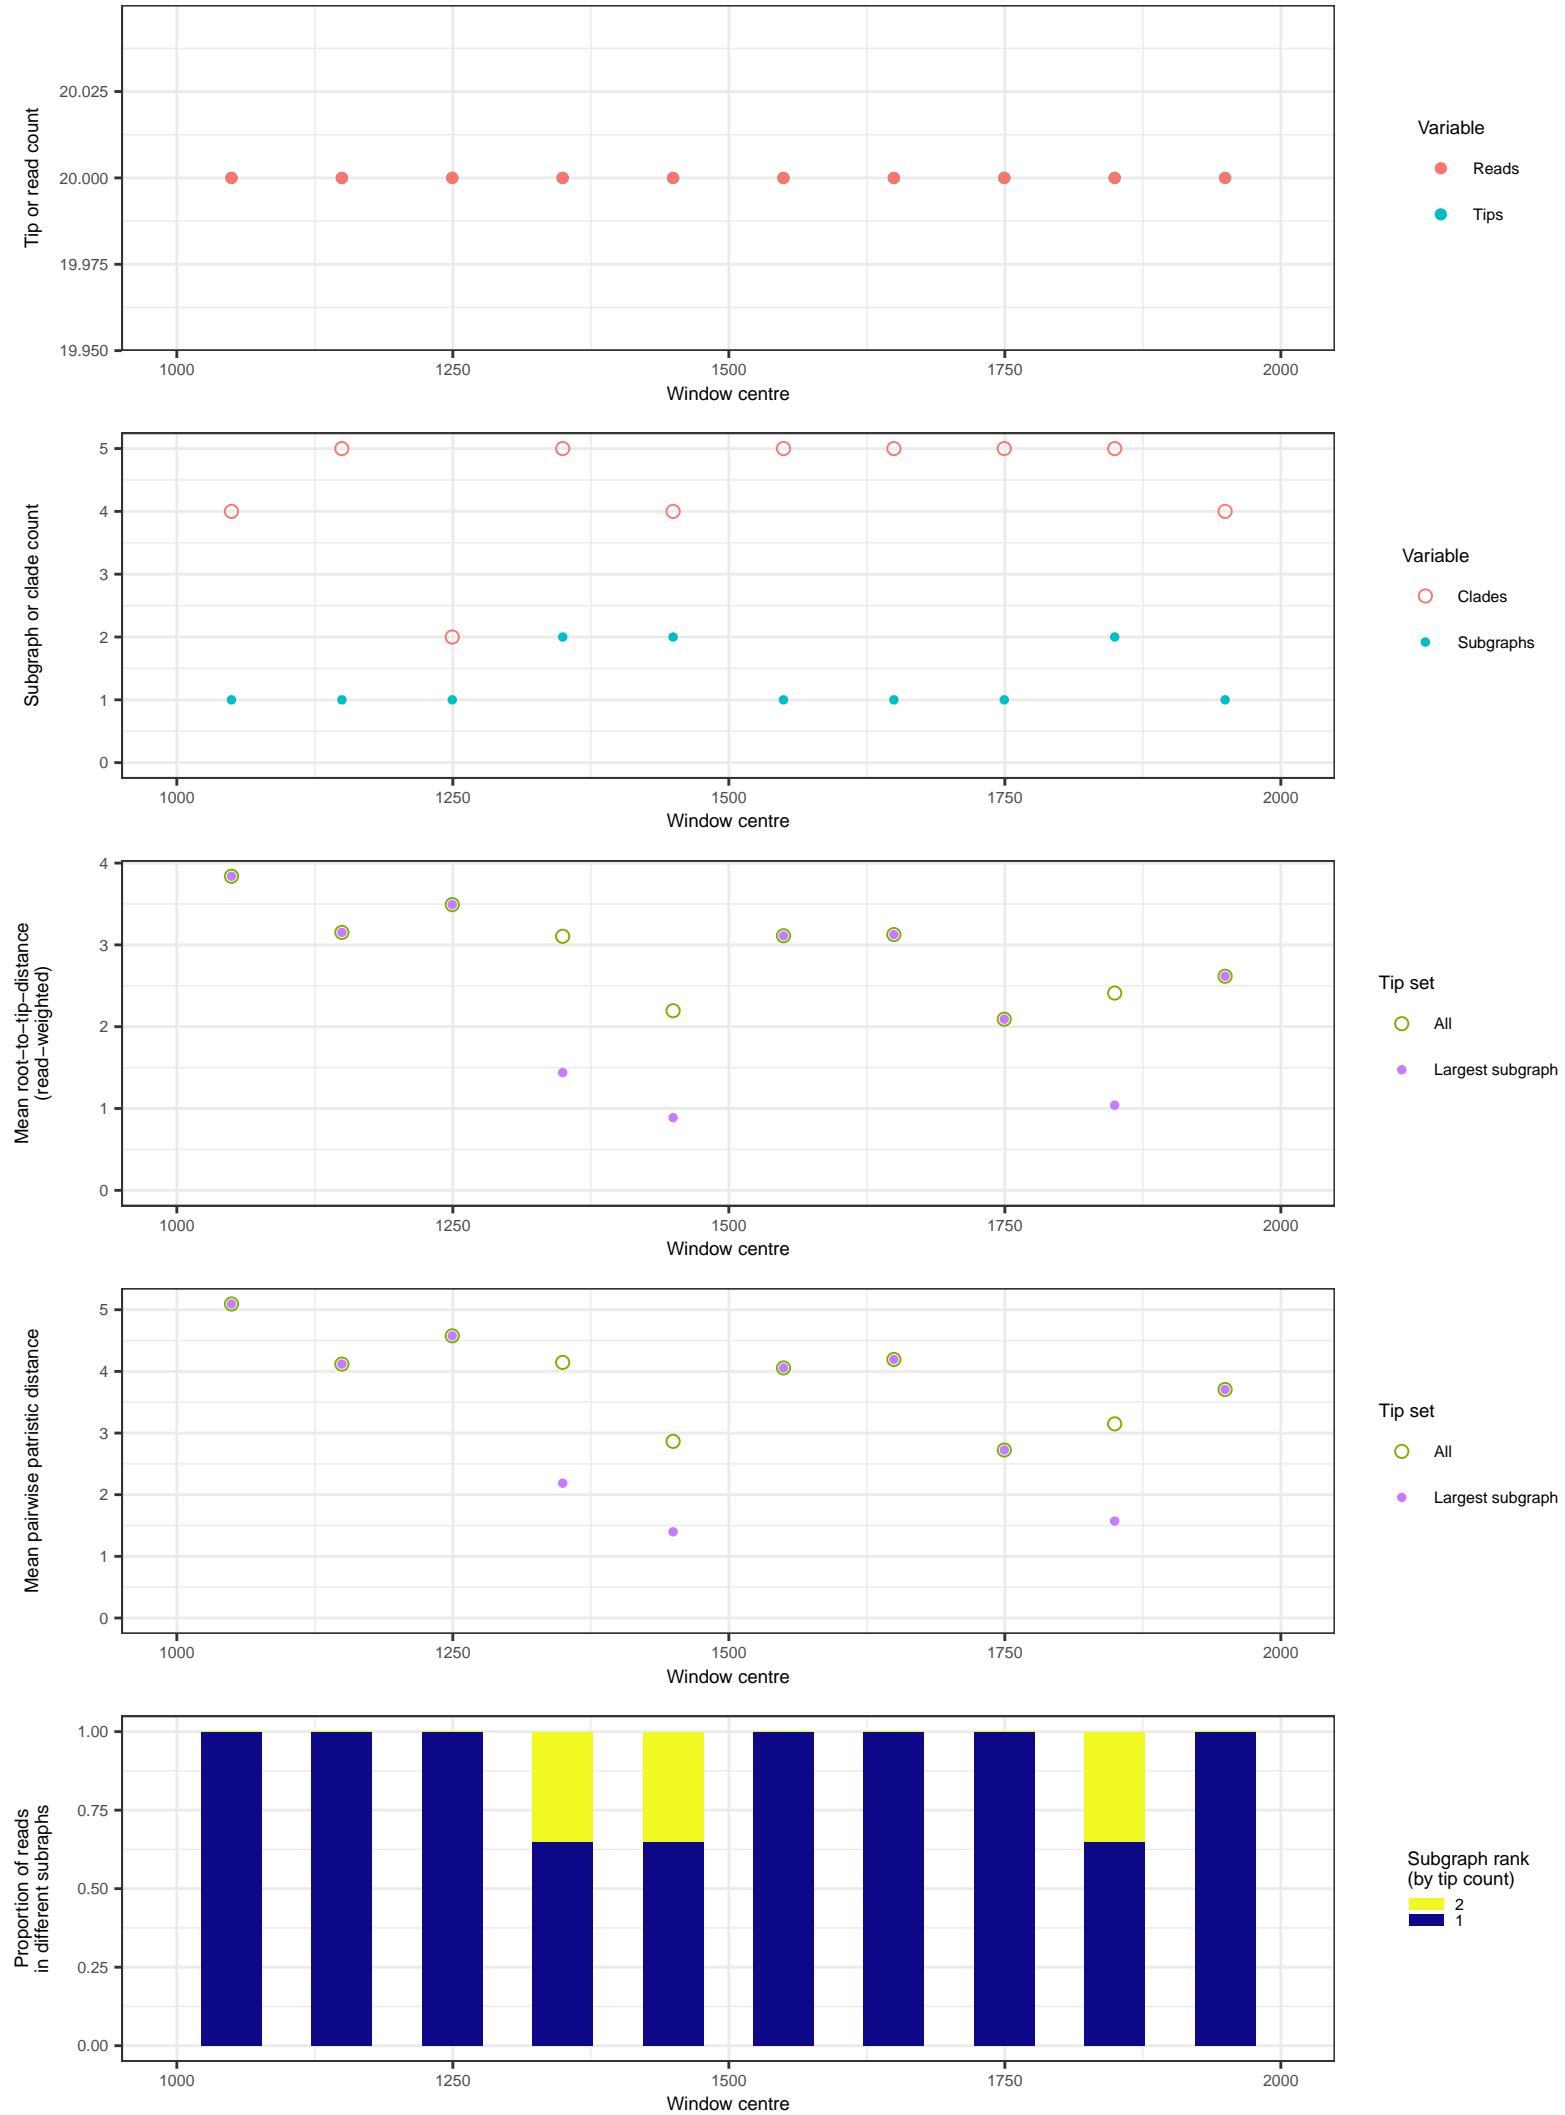 Tip or read count
20.025
20.000
19.975
19.950
1000 1250 1500 1750 2000
Window centre
Variable
Reads
Tips
Subgraph or clade count
5
4
3
2
1
0
1000 1250 1500 1750 2000
Window centre
Variable
Clades
Subgraphs
Mean root−to−tip−distance
(read−weighted)
4
3
2
1
0
1000 1250 1500 1750 2000
Window centre
Tip set
All
Largest subgraph
Mean pairwise patristic distance
5
4
3
2
1
0
1000 1250 1500 1750 2000
Window centre
Tip set
All
Largest subgraph
Proportion of reads
in different subraphs
1.00
0.75
0.50
0.25
0.00
1000 1250 1500 1750 2000
Window centre
Subgraph rank
(by tip count)
2
1